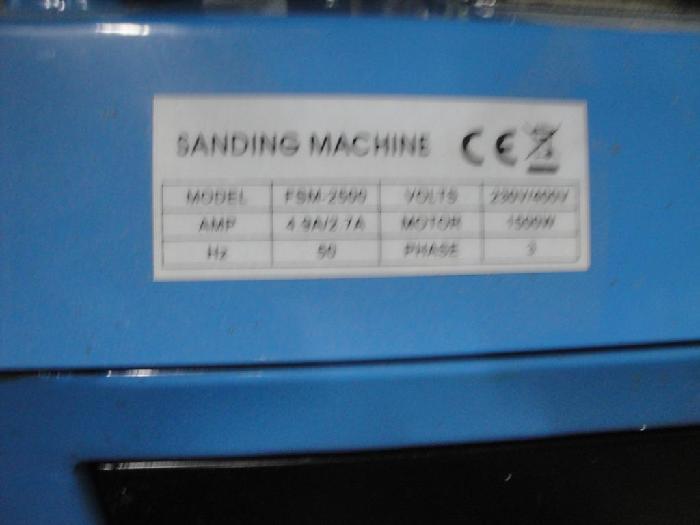 SANDING MACHINE CE
MODEL FSM-2500 VOLTS 230V/400V
AMP 4.9A/2.7A MOTOR 1500W
Hz 50 PHASE 3